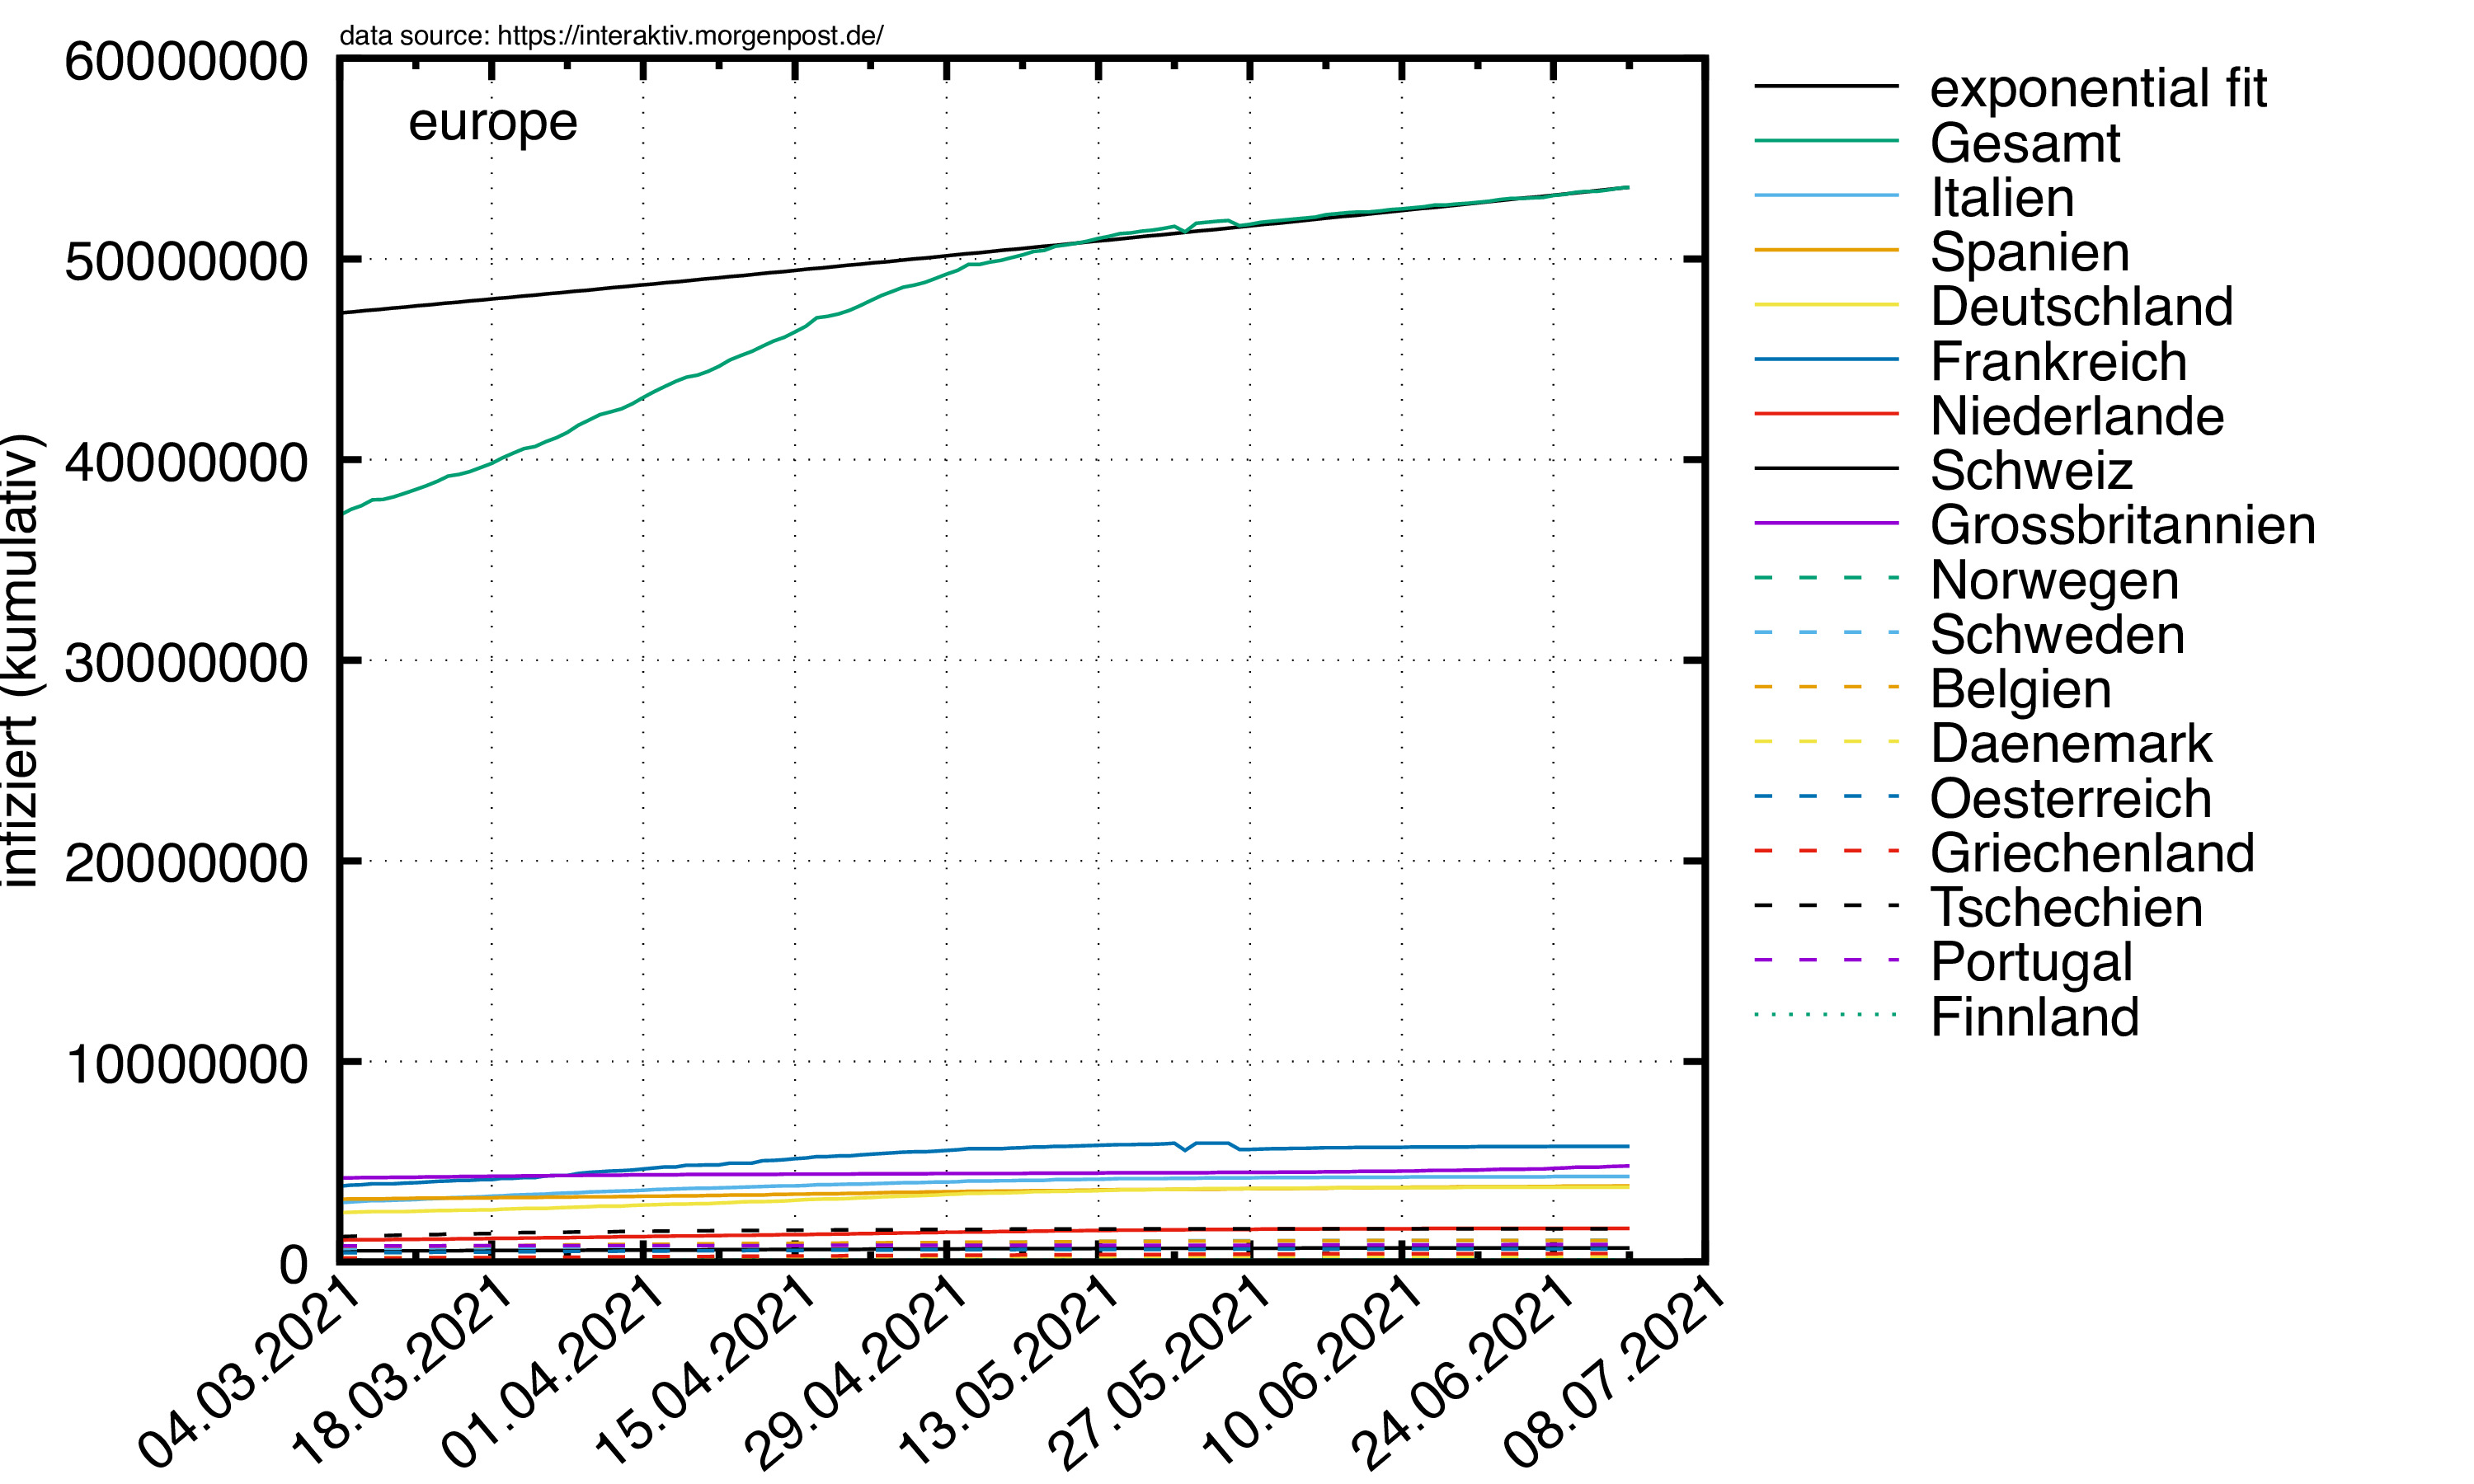 data source: https://interaktiv.morgenpost.de/
60000000
50000000
40000000
30000000
20000000
10000000
0
infiziert (kumulativ)
europe
04.03.2021
18.03.2021
01.04.2021
15.04.2021
29.04.2021
13.05.2021
27.05.2021
10.06.2021
24.06.2021
08.07.2021
exponential fit
Gesamt
Italien
Spanien
Deutschland
Frankreich
Niederlande
Schweiz
Grossbritannien
Norwegen
Schweden
Belgien
Daenemark
Oesterreich
Griechenland
Tschechien
Portugal
Finnland